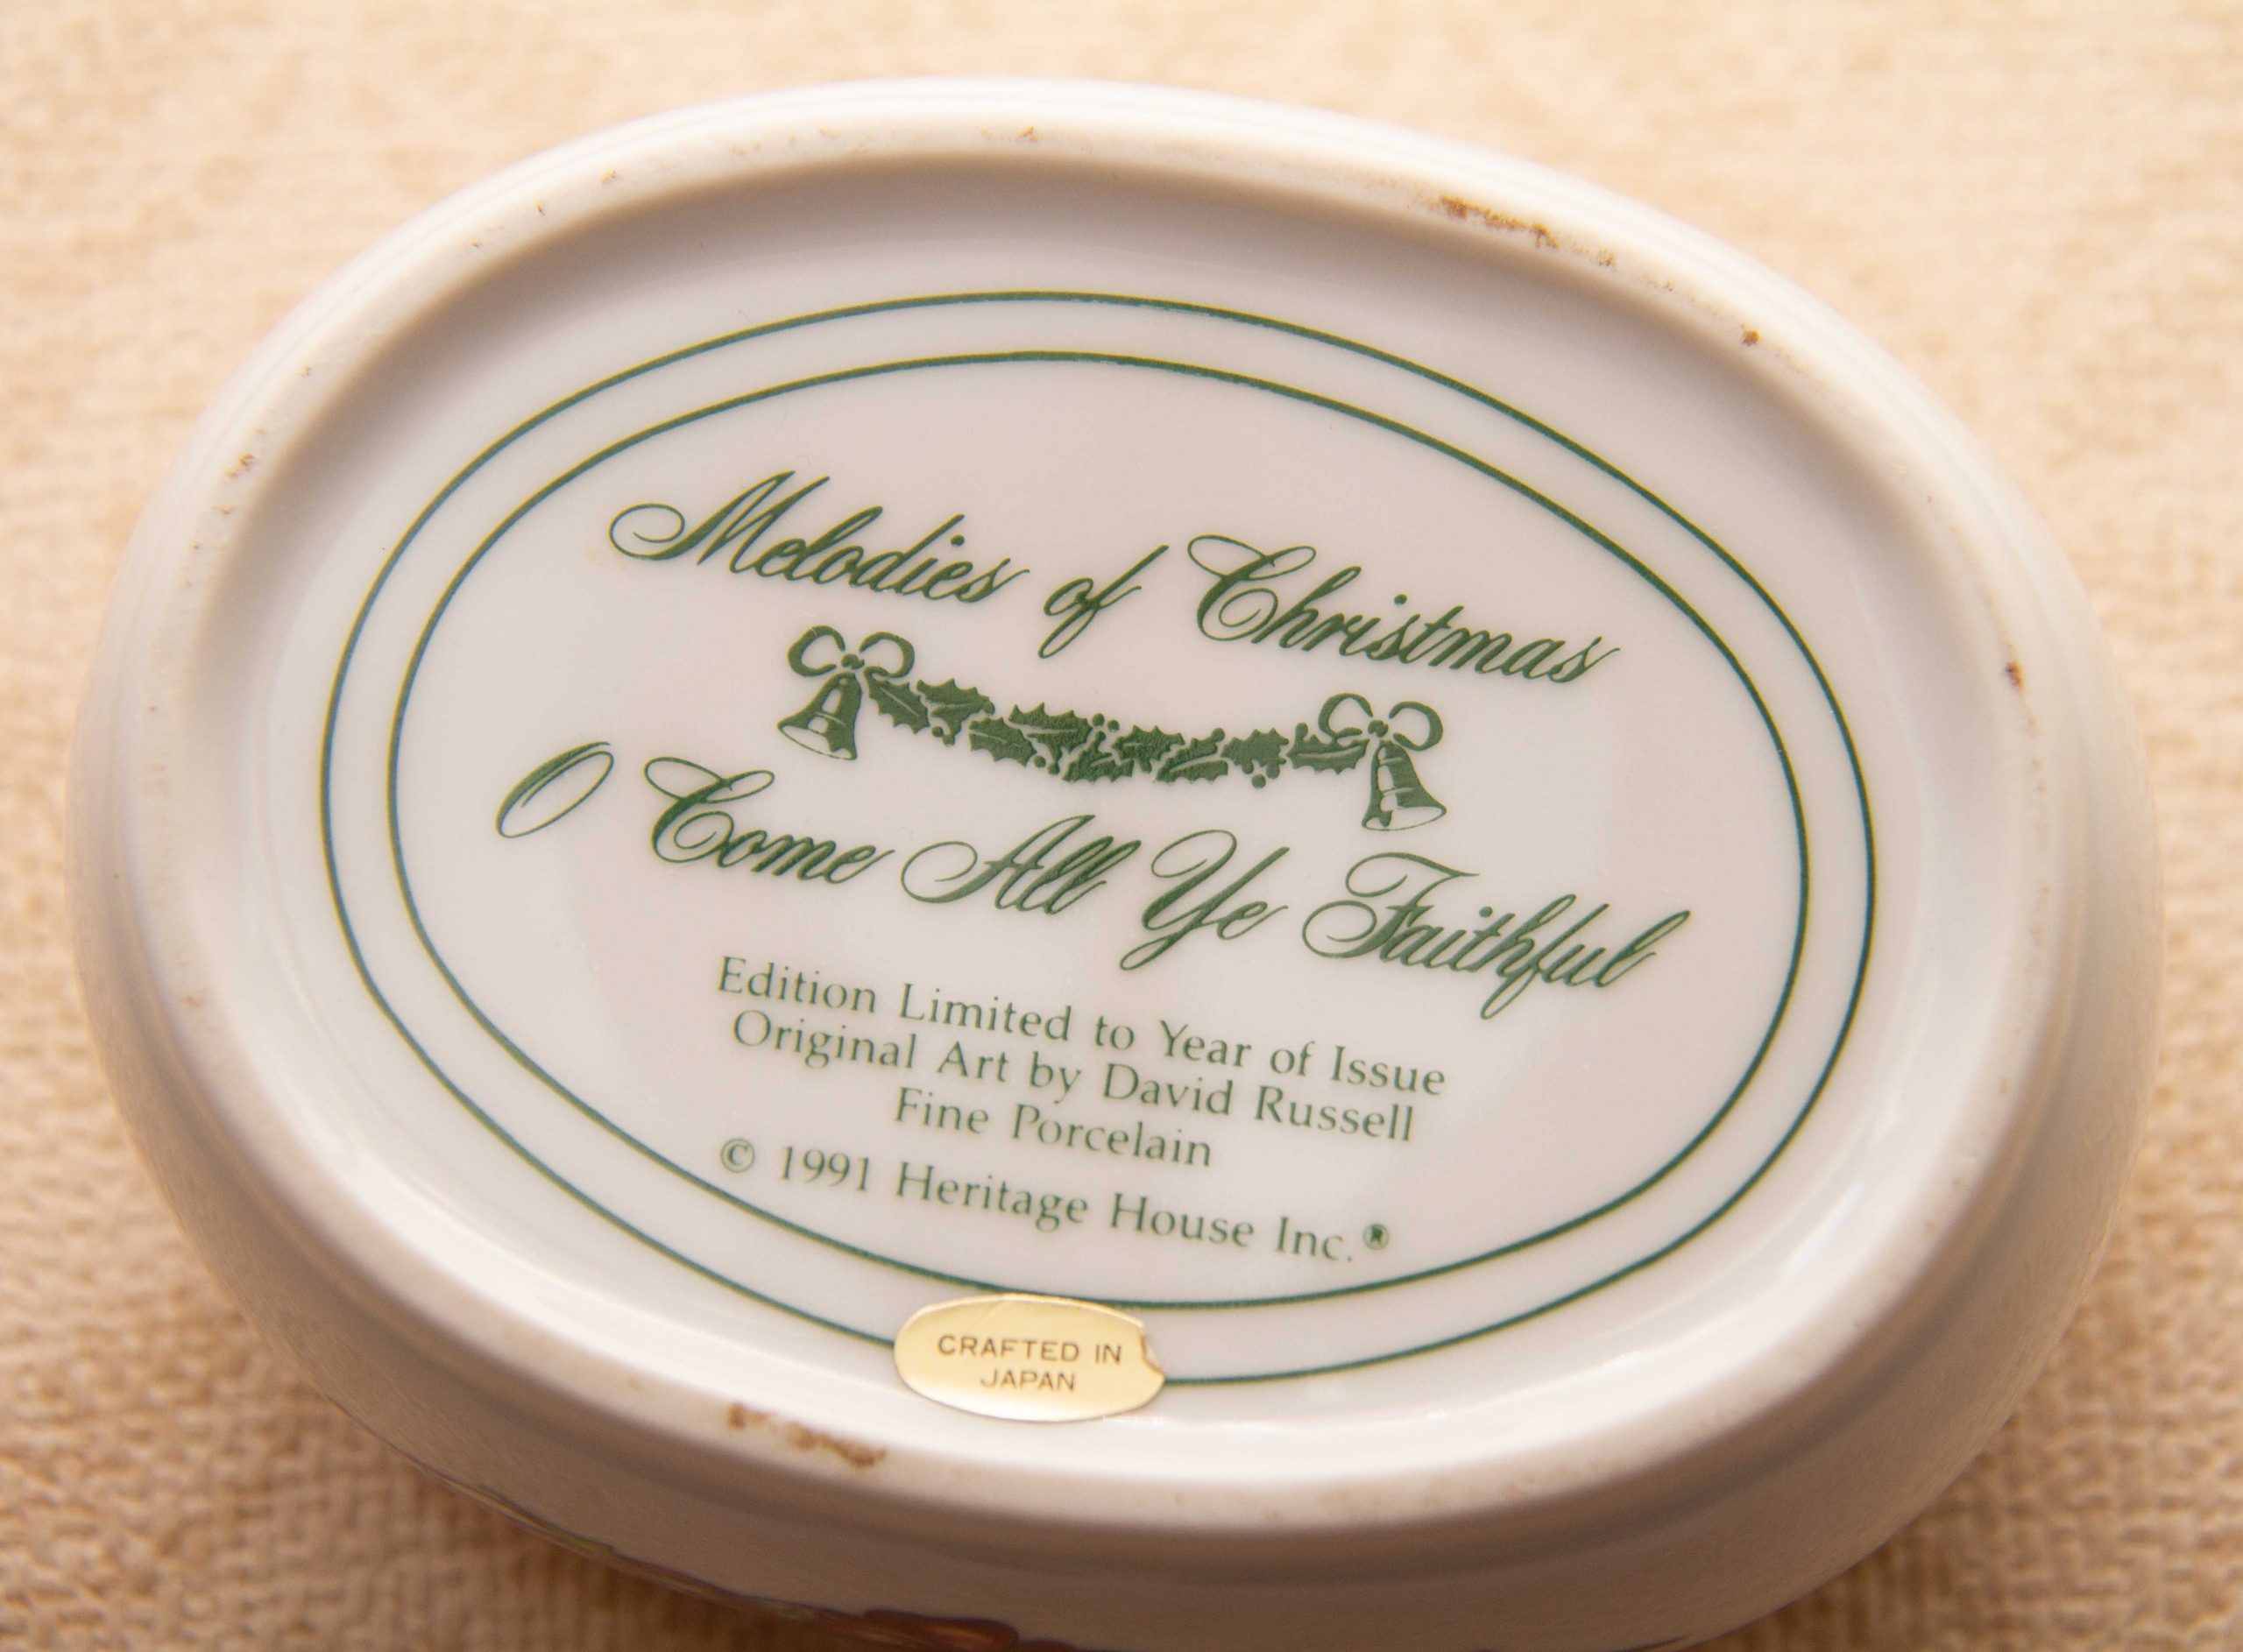 Melodies of Christmas
O Come All Ye Faithful
Edition Limited to Year of Issue
Original Art by David Russell
Fine Porcelain
© 1991 Heritage House Inc.®
CRAFTED IN
JAPAN